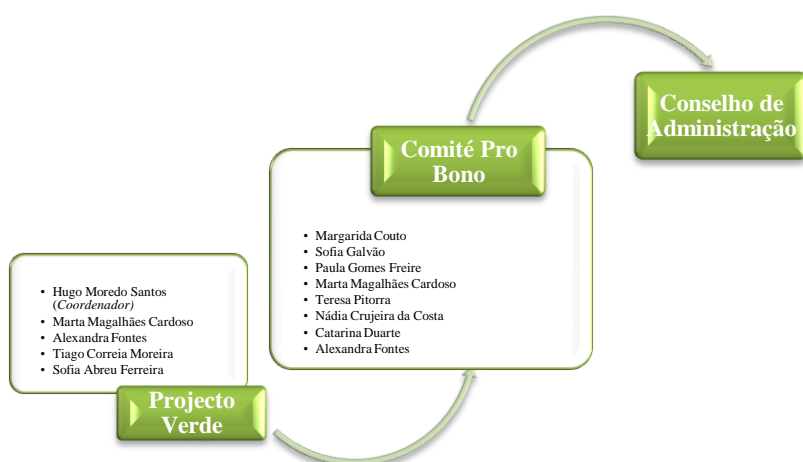 Conselho de
Administração
Comité Pro
Bono
• Margarida Couto
• Sofia Galvão
• Paula Gomes Freire
• Marta Magalhães Cardoso
• Teresa Pitorra
• Nádia Crujeira da Costa
• Catarina Duarte
• Alexandra Fontes
• Hugo Moredo Santos
(Coordenador)
• Marta Magalhães Cardoso
• Alexandra Fontes
• Tiago Correia Moreira
• Sofia Abreu Ferreira
Projecto
Verde